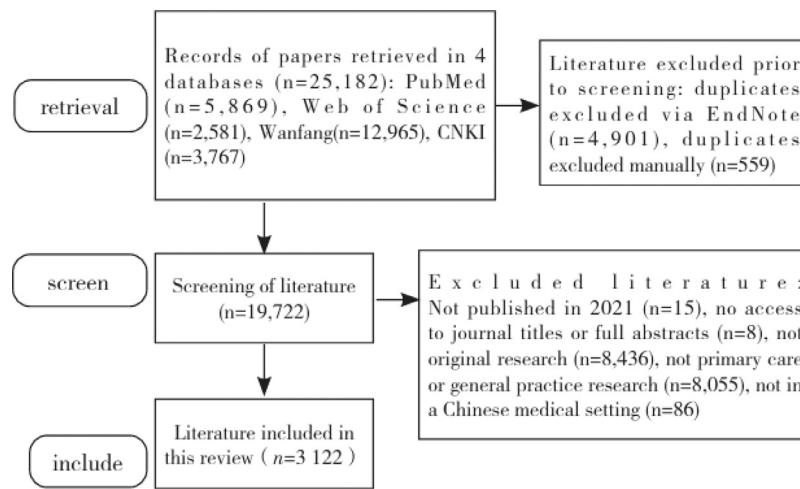 retrieval
Records of papers retrieved in 4
databases (n=25,182): PubMed
(n=5,869), Web of Science
(n=2,581), Wanfang(n=12,965), CNKI
(n=3,767)
Literature excluded prior
to screening: duplicates
excluded via EndNote
(n=4,901), duplicates
excluded manually (n=559)
screen
Screening of literature
(n=19,722)
Excluded literature:
Not published in 2021 (n=15), no access
to journal titles or full abstracts (n=8), not
original research (n=8,436), not primary care
or general practice research (n=8,055), not in
a Chinese medical setting (n=86)
include
Literature included in
this review ( n=3 122 )